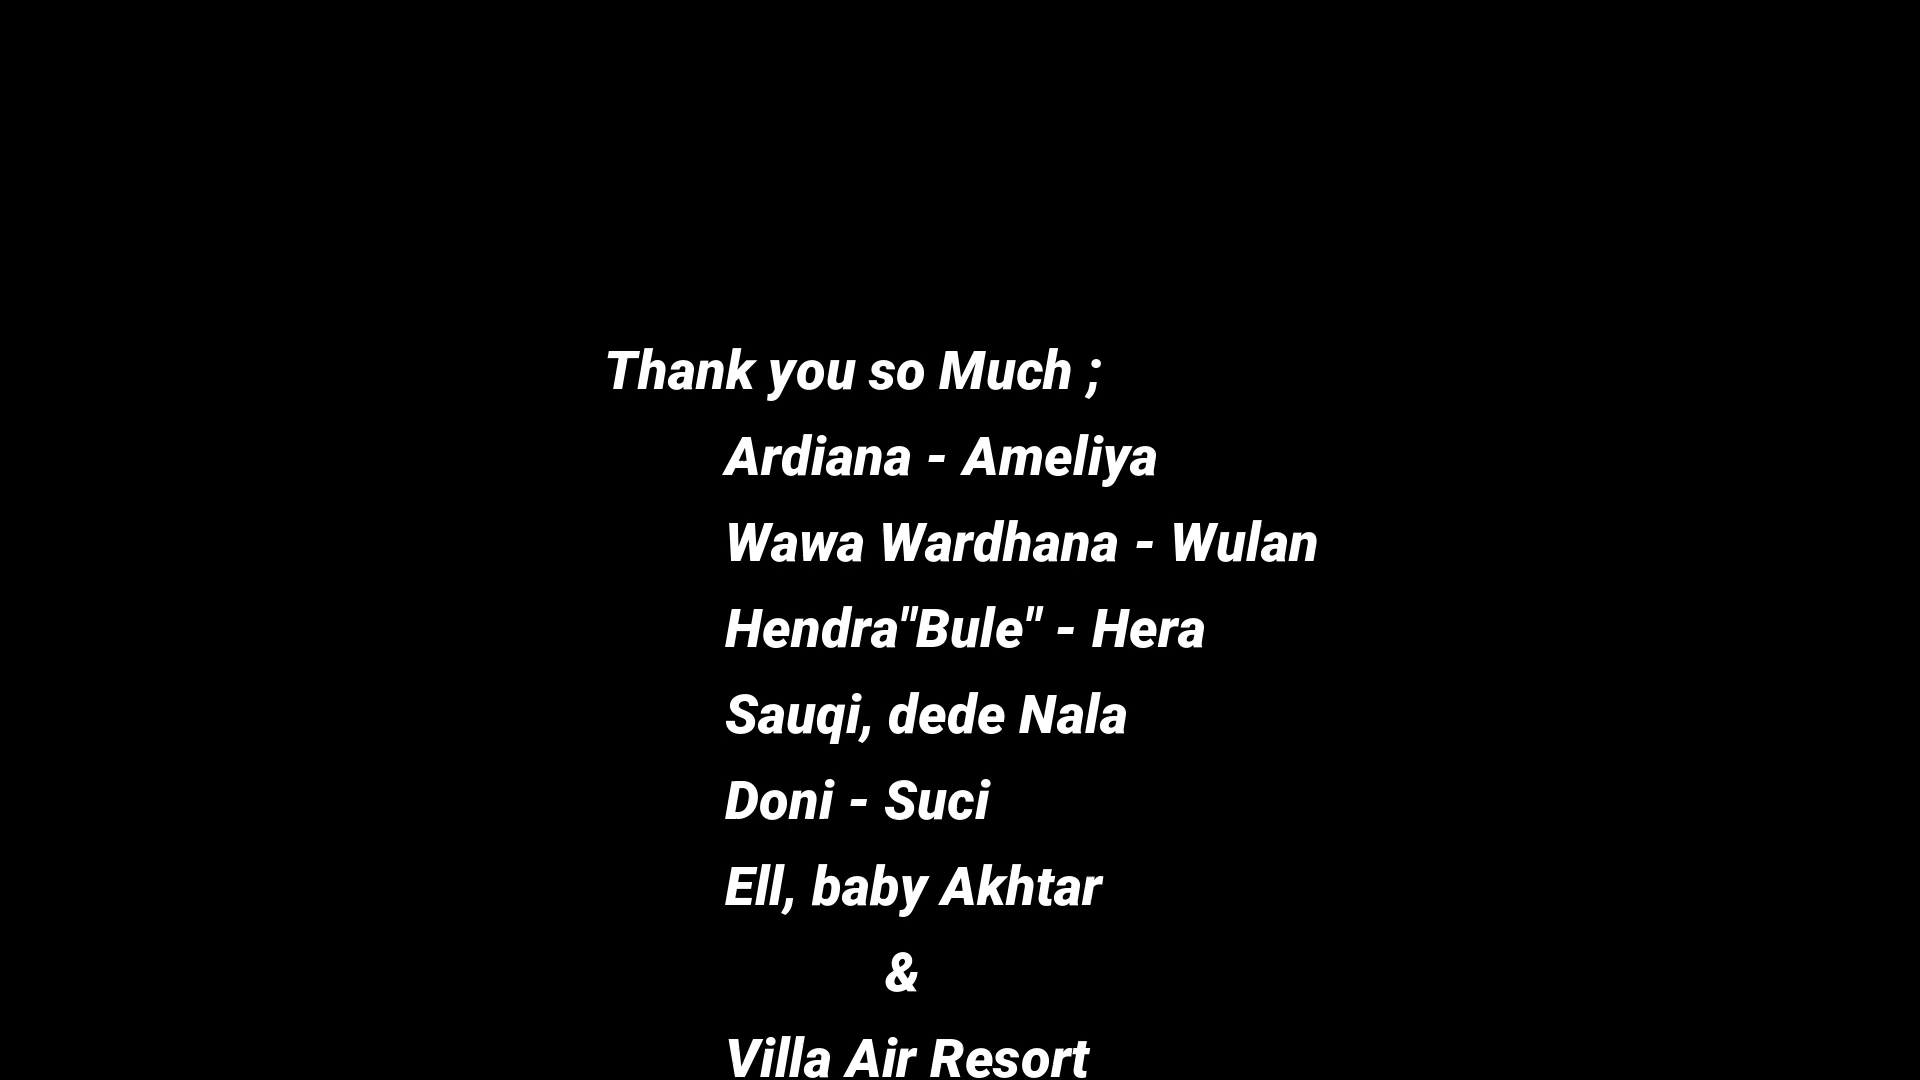 Thank you so Much ;
Ardiana - Ameliya
Wawa Wardhana - Wulan
Hendra"Bule" - Hera
Sauqi, dede Nala
Doni - Suci
Ell, baby Akhtar
&
Villa Air Resort